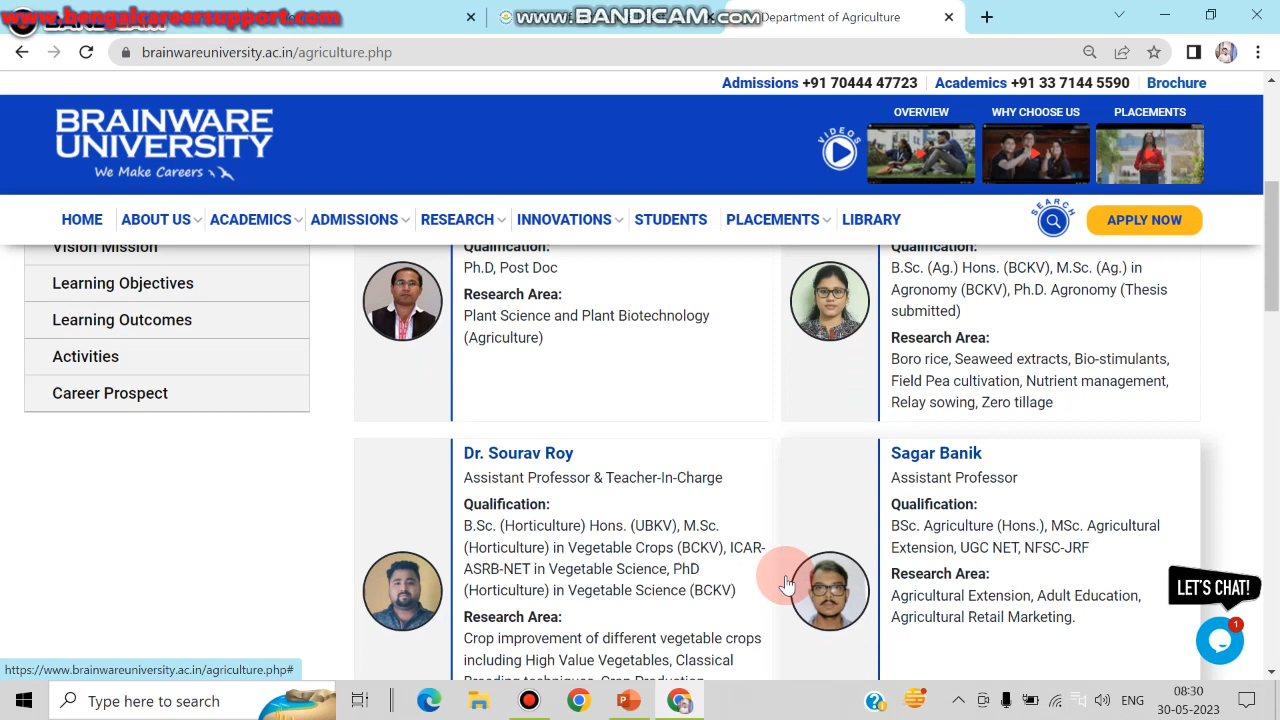 www.bengalcareersupport.com
www.BANDICAM.com
Department of Agriculture
brainwareuniversity.ac.in/agriculture.php
Admissions +91 70444 47723
Academics +91 33 7144 5590
Brochure
BRAINWARE
UNIVERSITY
We Make Careers
VIDEOS
OVERVIEW
WHY CHOOSE US
PLACEMENTS
HOME
ABOUT US
ACADEMICS
ADMISSIONS
RESEARCH
INNOVATIONS
STUDENTS
PLACEMENTS
LIBRARY
SEARCH
APPLY NOW
Vision Mission
Learning Objectives
Learning Outcomes
Activities
Career Prospect
Qualification:
Ph.D, Post Doc
Research Area:
Plant Science and Plant Biotechnology
(Agriculture)
Qualification:
B.Sc. (Ag.) Hons. (BCKV), M.Sc. (Ag.) in
Agronomy (BCKV), Ph.D. Agronomy (Thesis
submitted)
Research Area:
Boro rice, Seaweed extracts, Bio-stimulants,
Field Pea cultivation, Nutrient management,
Relay sowing, Zero tillage
Dr. Sourav Roy
Assistant Professor & Teacher-In-Charge
Qualification:
B.Sc. (Horticulture) Hons. (UBKV), M.Sc.
(Horticulture) in Vegetable Crops (BCKV), ICAR-
ASRB-NET in Vegetable Science, PhD
(Horticulture) in Vegetable Science (BCKV)
Research Area:
Crop improvement of different vegetable crops
including High Value Vegetables, Classical
Breeding techniques, Crop Production
Sagar Banik
Assistant Professor
Qualification:
BSc. Agriculture (Hons.), MSc. Agricultural
Extension, UGC NET, NFSC-JRF
Research Area:
Agricultural Extension, Adult Education,
Agricultural Retail Marketing.
LET'S CHAT!
1
https://www.brainwareuniversity.ac.in/agriculture.php#
Type here to search
ENG
08:30
30-05-2023